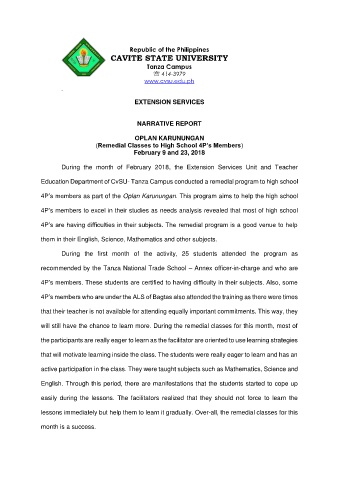 Republic of the Philippines
CAVITE STATE UNIVERSITY
Tanza Campus
☎ 414-3979
www.cvsu.edu.ph
EXTENSION SERVICES
NARRATIVE REPORT
OPLAN KARUNUNGAN
(Remedial Classes to High School 4P's Members)
February 9 and 23, 2018
During the month of February 2018, the Extension Services Unit and Teacher
Education Department of CvSU- Tanza Campus conducted a remedial program to high school
4P's members as part of the Oplan Karunungan. This program aims to help the high school
4P's members to excel in their studies as needs analysis revealed that most of high school
4P's are having difficulties in their subjects. The remedial program is a good venue to help
them in their English, Science, Mathematics and other subjects.
During the first month of the activity, 25 students attended the program as
recommended by the Tanza National Trade School – Annex officer-in-charge and who are
4P's members. These students are certified to having difficulty in their subjects. Also, some
4P's members who are under the ALS of Bagtas also attended the training as there were times
that their teacher is not available for attending equally important commitments. This way, they
will still have the chance to learn more. During the remedial classes for this month, most of
the participants are really eager to learn as the facilitator are oriented to use learning strategies
that will motivate learning inside the class. The students were really eager to learn and has an
active participation in the class. They were taught subjects such as Mathematics, Science and
English. Through this period, there are manifestations that the students started to cope up
easily during the lessons. The facilitators realized that they should not force to learn the
lessons immediately but help them to learn it gradually. Over-all, the remedial classes for this
month is a success.